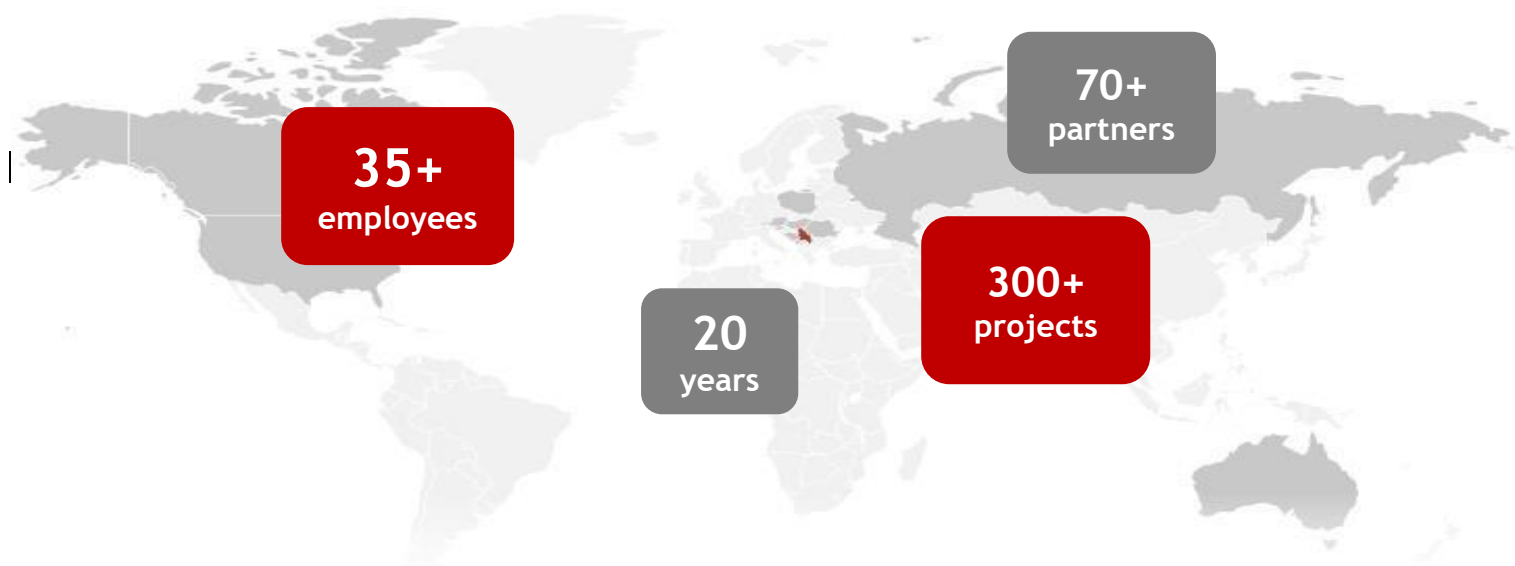 70+
partners
35+
employees
300+
projects
20
years